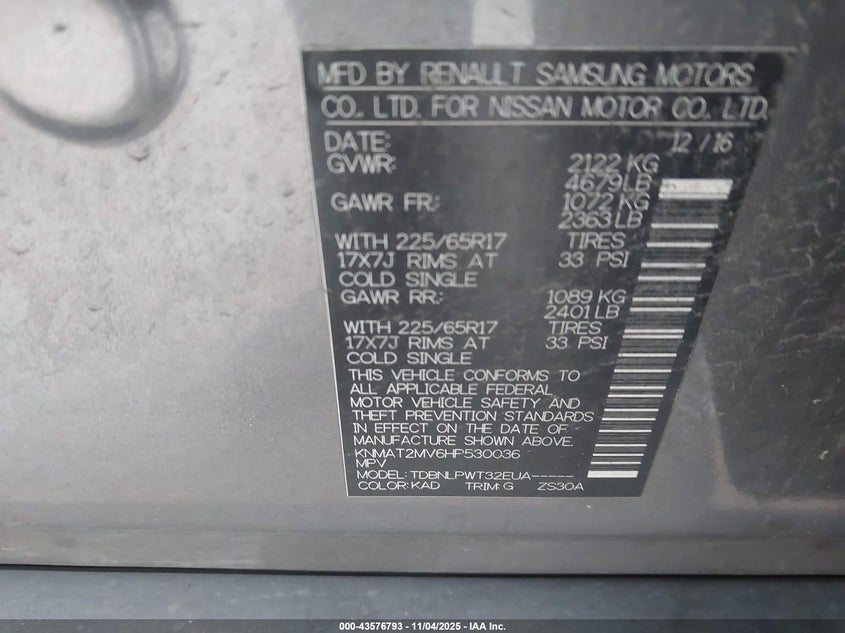 MFD BY RENAULT SAMSUNG MOTORS
CO., LTD. FOR NISSAN MOTOR CO., LTD.
DATE: 12 / 16
GVWR: 2122 KG
4679 LB
GAWR FR: 1072 KG
2363 LB
WITH 225/65R17 TIRES
17X7J RIMS AT 33 PSI
COLD SINGLE
GAWR RR: 1089 KG
2401 LB
WITH 225/65R17 TIRES
17X7J RIMS AT 33 PSI
COLD SINGLE
THIS VEHICLE CONFORMS TO
ALL APPLICABLE FEDERAL
MOTOR VEHICLE SAFETY AND
THEFT PREVENTION STANDARDS
IN EFFECT ON THE DATE OF
MANUFACTURE SHOWN ABOVE.
KNMAT2MV6HP530036
MPV
MODEL: TDBNLPWT32EUA-----
COLOR: KAD TRIM: G ZS30A
000-43576793 - 11/04/2025 - IAA Inc.